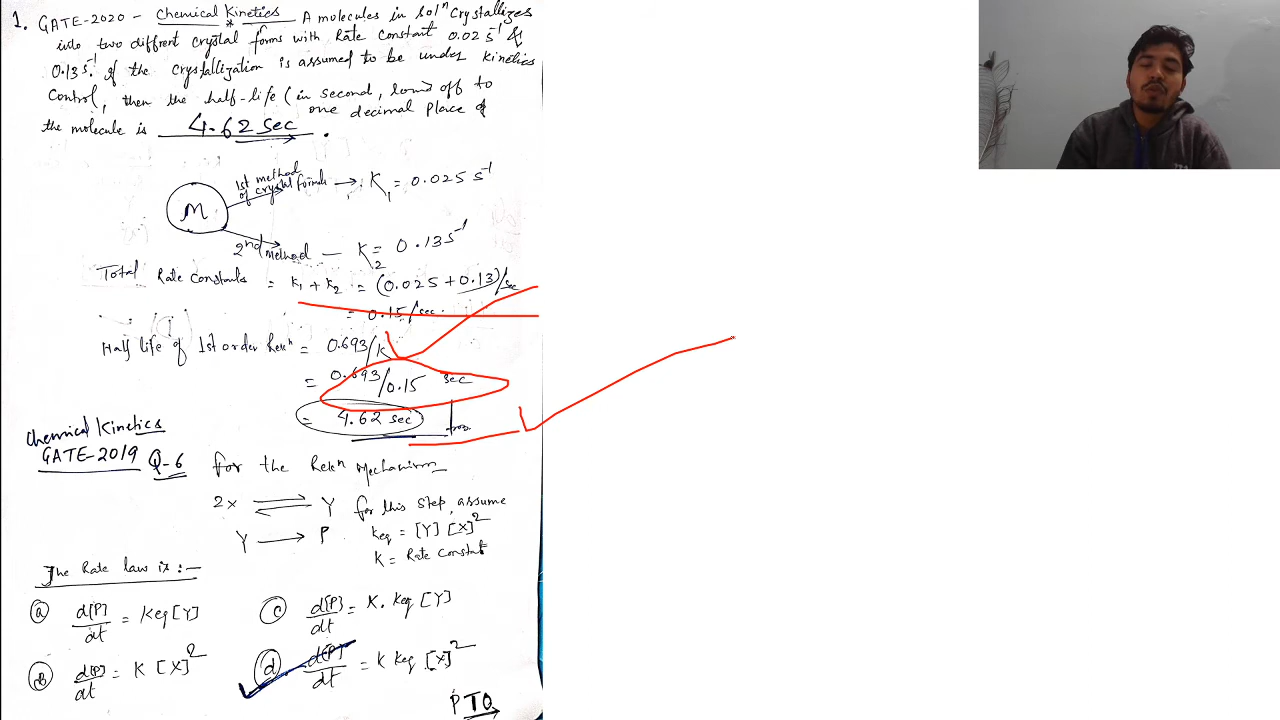 1. GATE-2020 - Chemical Kinetics - A molecules in solⁿ Crystallizes
into two diffrent crystal forms with Rate Constant 0.02 s⁻¹ &
0.13 s⁻¹. If the crystallization is assumed to be under kinetics
Control, then the half-life (in second, round off to
one decimal place of
the molecule is 4.62 sec.
1st method of crystal formula → K₁ = 0.025 s⁻¹
M
2nd method — K₂ = 0.13 s⁻¹
Total Rate Constants = K₁ + K₂ = (0.025 + 0.13)/sec
= 0.15/sec.
Half life of 1st order Rexⁿ = 0.693/K
= 0.693/0.15 sec
= 4.62 sec
Chemical Kinetics
GATE-2019 Q-6 for the Rexⁿ Mechanism
2x ⇌ Y for this step, assume
Y → P Keq = [Y] [X]²
K = Rate Constant
The Rate law is :—
(a) d[P]/dt = Keq [Y] (c) d[P]/dt = K. Keq [Y]
(B) d[P]/dt = K [X]² (d) d[P]/dt = K Keq [X]²
PTO